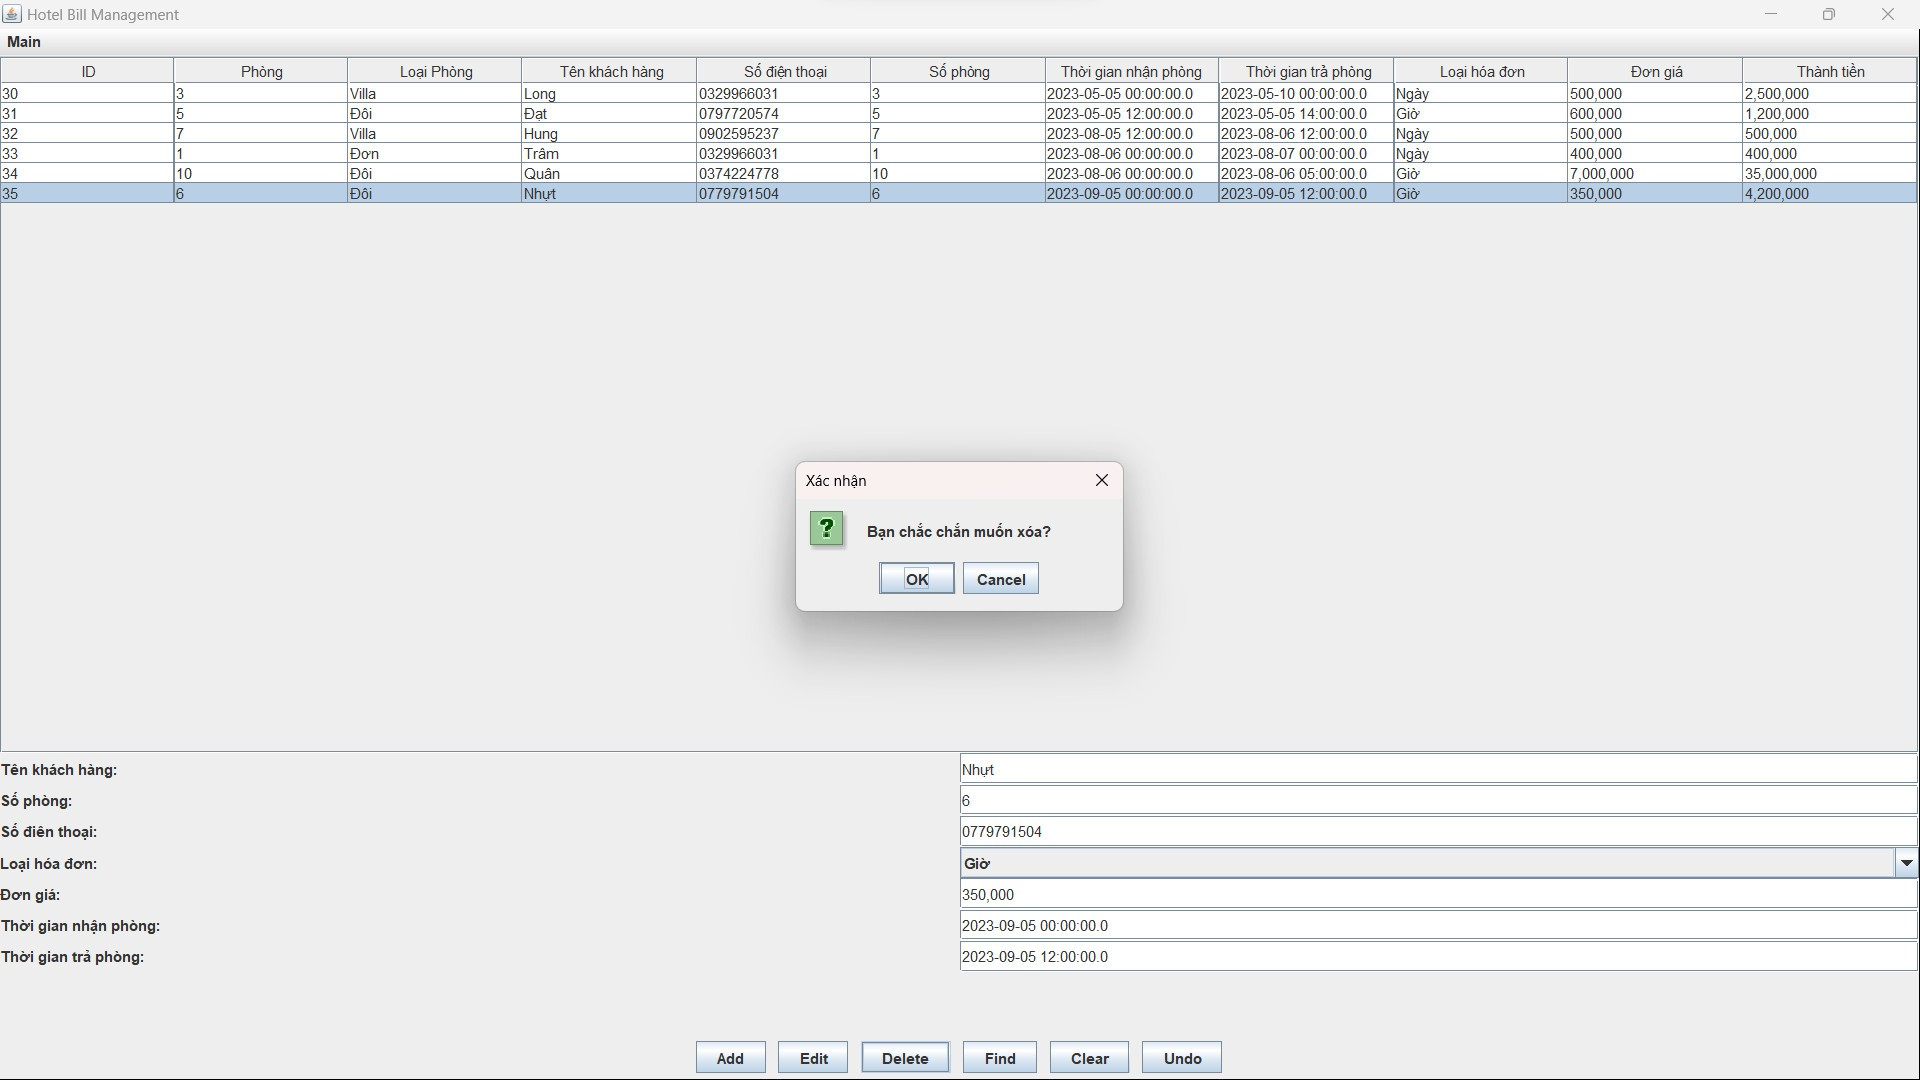 Hotel Bill Management
Main
ID Phòng Loại Phòng Tên khách hàng Số điện thoại Số phòng Thời gian nhận phòng Thời gian trả phòng Loại hóa đơn Đơn giá Thành tiền
30 3 Villa Long 0329966031 3 2023-05-05 00:00:00.0 2023-05-10 00:00:00.0 Ngày 500,000 2,500,000
31 5 Đôi Đạt 0797720574 5 2023-05-05 12:00:00.0 2023-05-05 14:00:00.0 Giờ 600,000 1,200,000
32 7 Villa Hung 0902595237 7 2023-08-05 12:00:00.0 2023-08-06 12:00:00.0 Ngày 500,000 500,000
33 1 Đơn Trâm 0329966031 1 2023-08-06 00:00:00.0 2023-08-07 00:00:00.0 Ngày 400,000 400,000
34 10 Đôi Quân 0374224778 10 2023-08-06 00:00:00.0 2023-08-06 05:00:00.0 Giờ 7,000,000 35,000,000
35 6 Đôi Nhựt 0779791504 6 2023-09-05 00:00:00.0 2023-09-05 12:00:00.0 Giờ 350,000 4,200,000
Xác nhận
? Bạn chắc chắn muốn xóa?
OK Cancel
Tên khách hàng: Nhựt
Số phòng: 6
Số điên thoại: 0779791504
Loại hóa đơn: Giờ
Đơn giá: 350,000
Thời gian nhận phòng: 2023-09-05 00:00:00.0
Thời gian trả phòng: 2023-09-05 12:00:00.0
Add Edit Delete Find Clear Undo